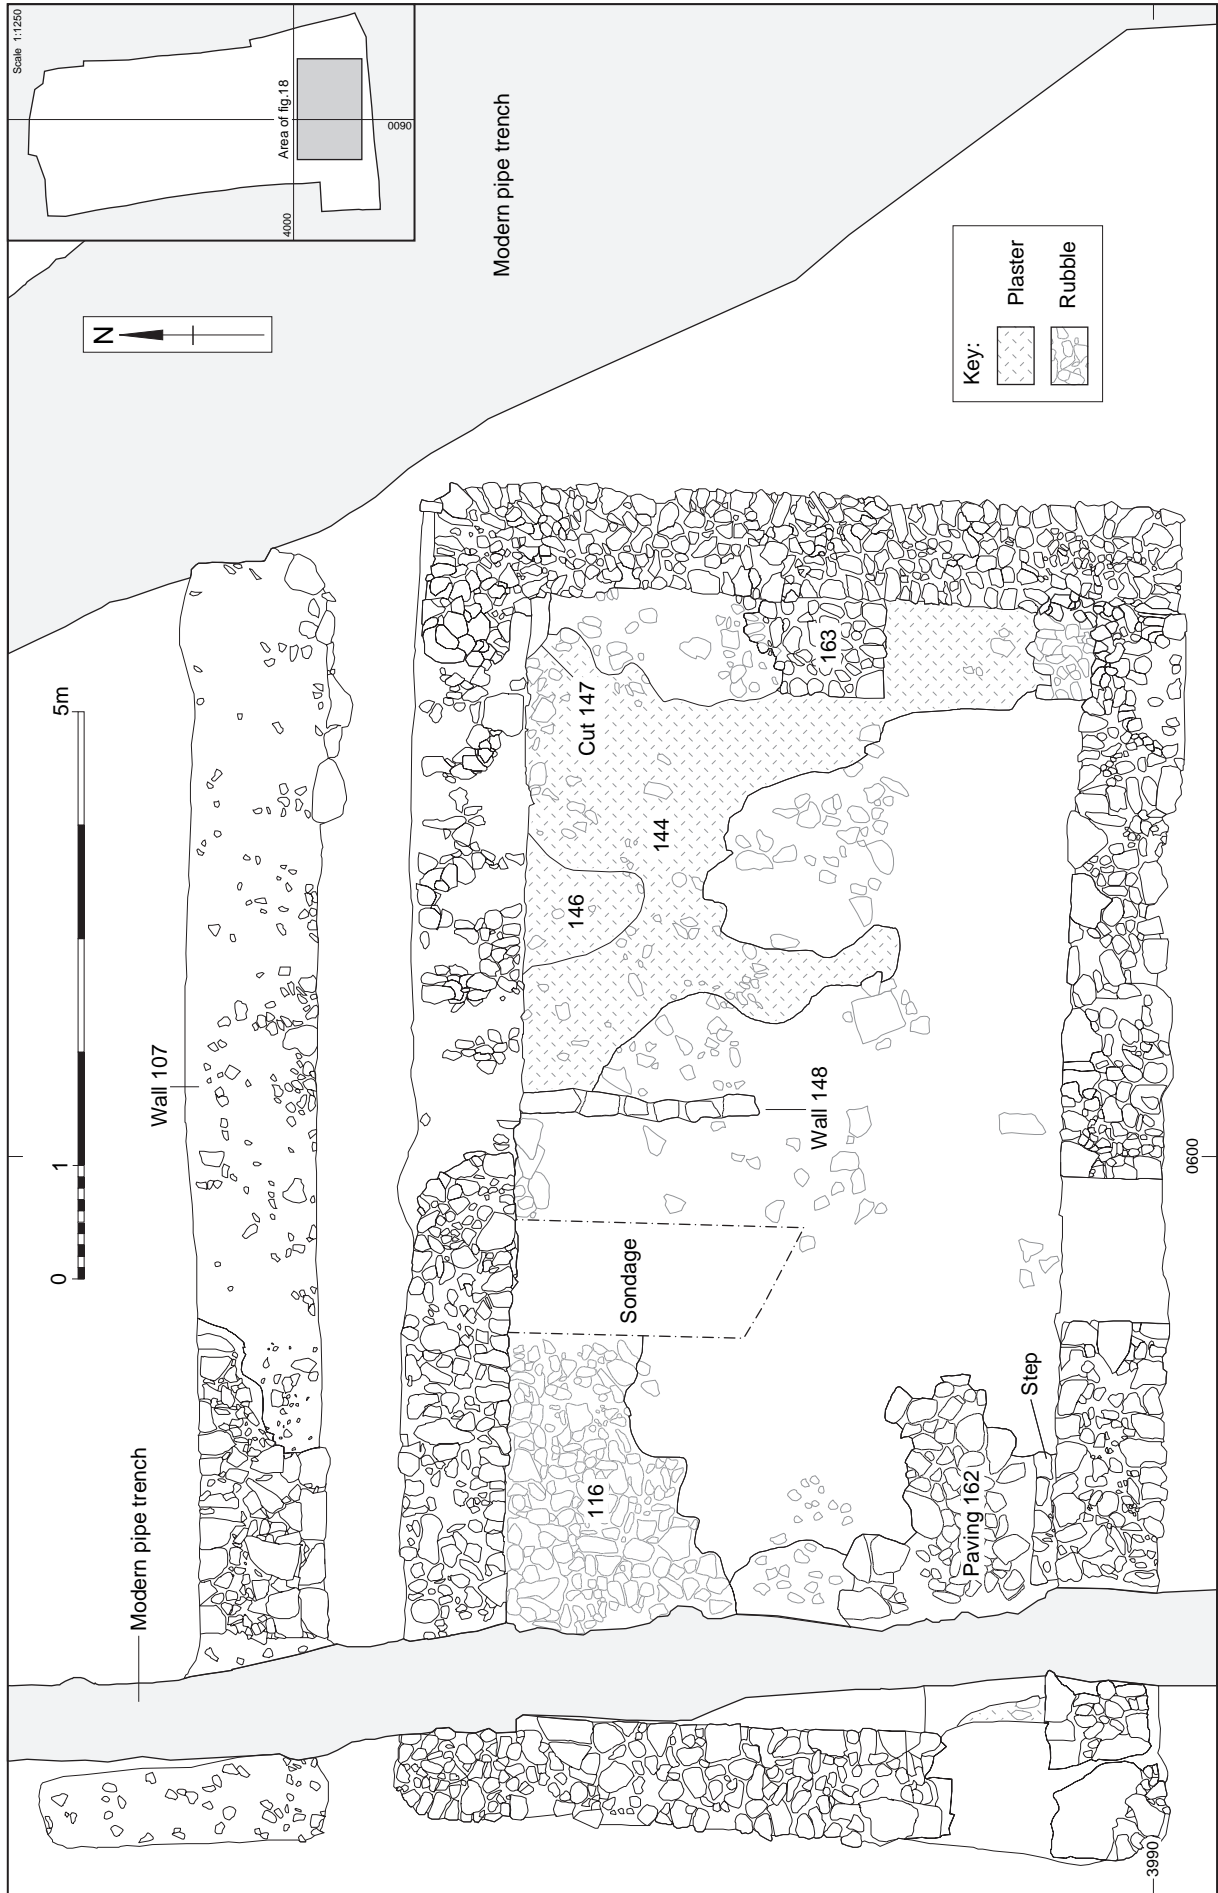 Scale 1:1250
Area of fig.18
4000
0090
N
Modern pipe trench
Key:
Plaster
Rubble
0
1
5m
Wall 107
Modern pipe trench
Cut 147
163
144
146
Wall 148
Sondage
116
Step
Paving 162
0600
3990